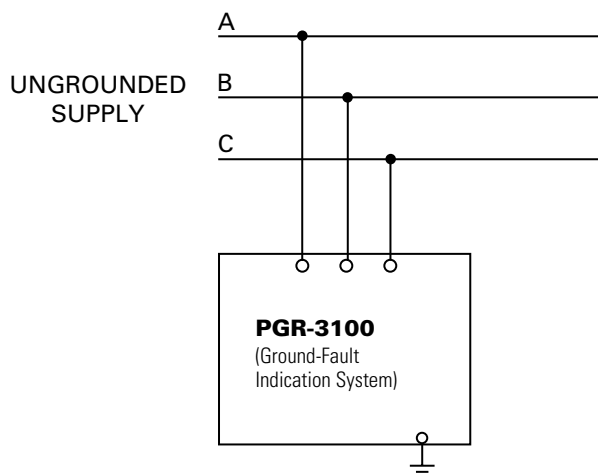 A
UNGROUNDED
SUPPLY
B
C
PGR-3100
(Ground-Fault
Indication System)